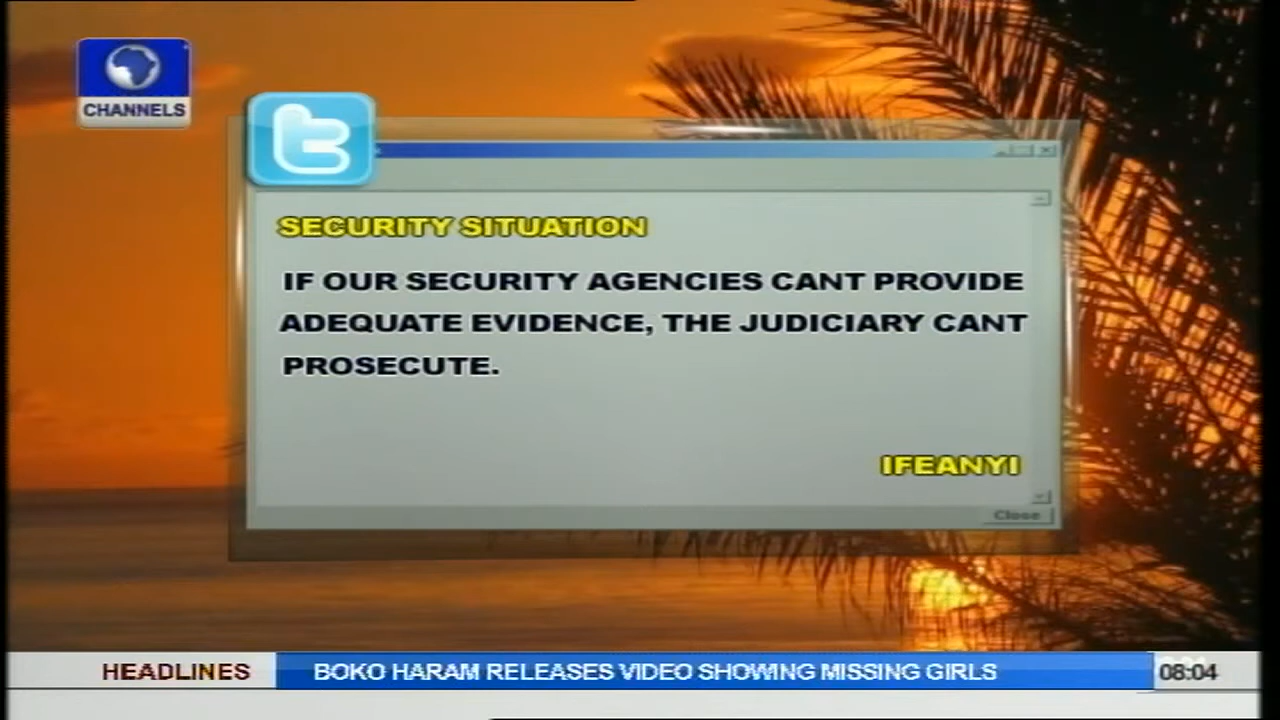 CHANNELS
SECURITY SITUATION
IF OUR SECURITY AGENCIES CANT PROVIDE
ADEQUATE EVIDENCE, THE JUDICIARY CANT
PROSECUTE.
IFEANYI
Close
HEADLINES BOKO HARAM RELEASES VIDEO SHOWING MISSING GIRLS 08:04